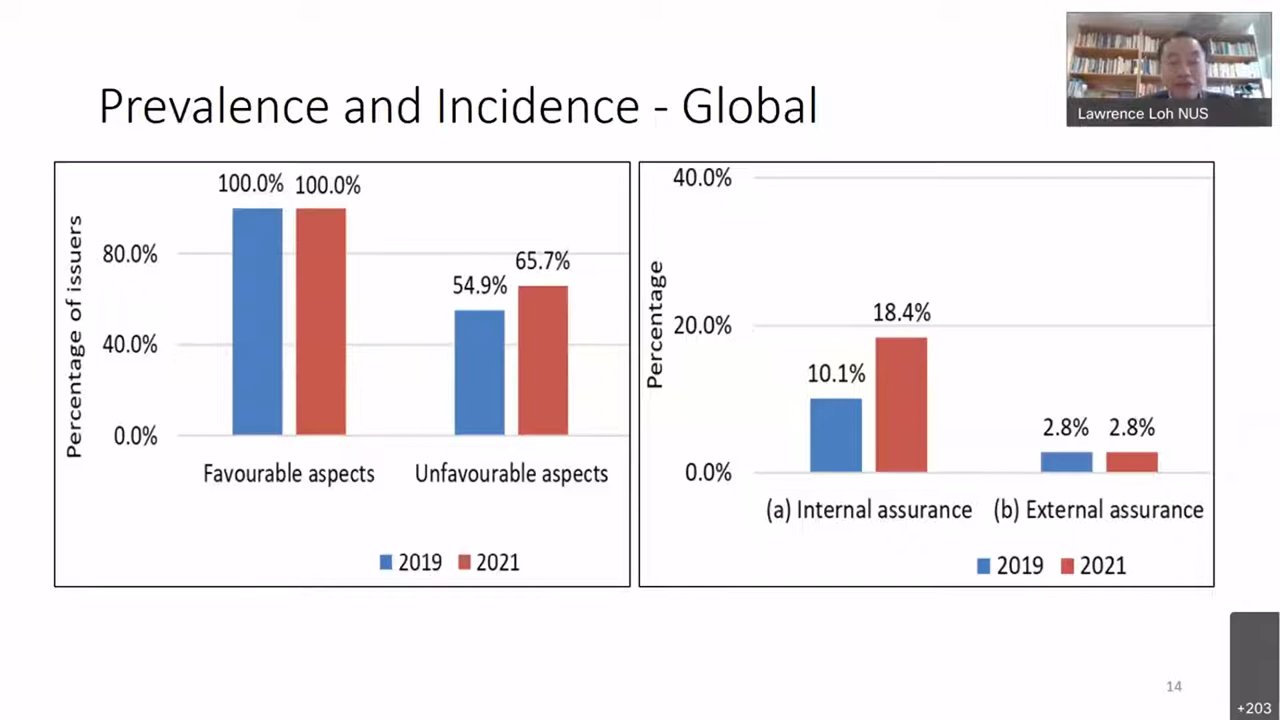 Lawrence Loh NUS
Prevalence and Incidence - Global
Percentage of issuers
100.0% 100.0%
80.0%
65.7%
54.9%
40.0%
0.0%
Favourable aspects Unfavourable aspects
2019 2021
Percentage
40.0%
20.0%
18.4%
10.1%
2.8% 2.8%
0.0%
(a) Internal assurance (b) External assurance
2019 2021
14
+203